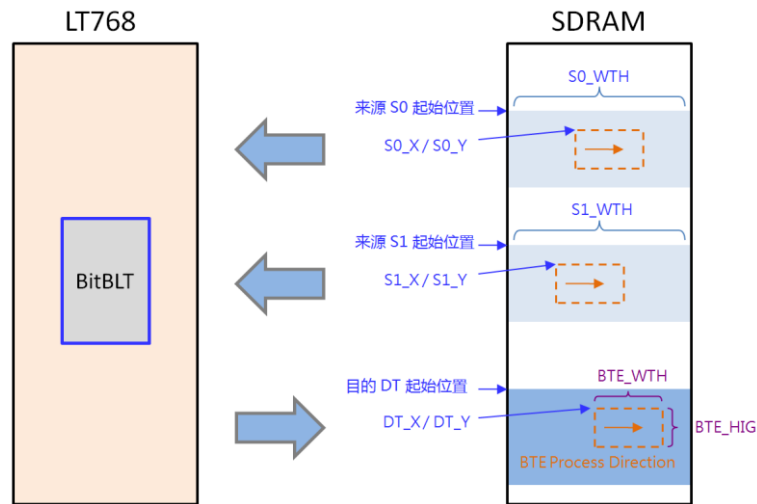 LT768
SDRAM
S0_WTH
来源 S0 起始位置
S0_X / S0_Y
S1_WTH
来源 S1 起始位置
S1_X / S1_Y
BitBLT
目的 DT 起始位置
BTE_WTH
DT_X / DT_Y
BTE_HIG
BTE Process Direction